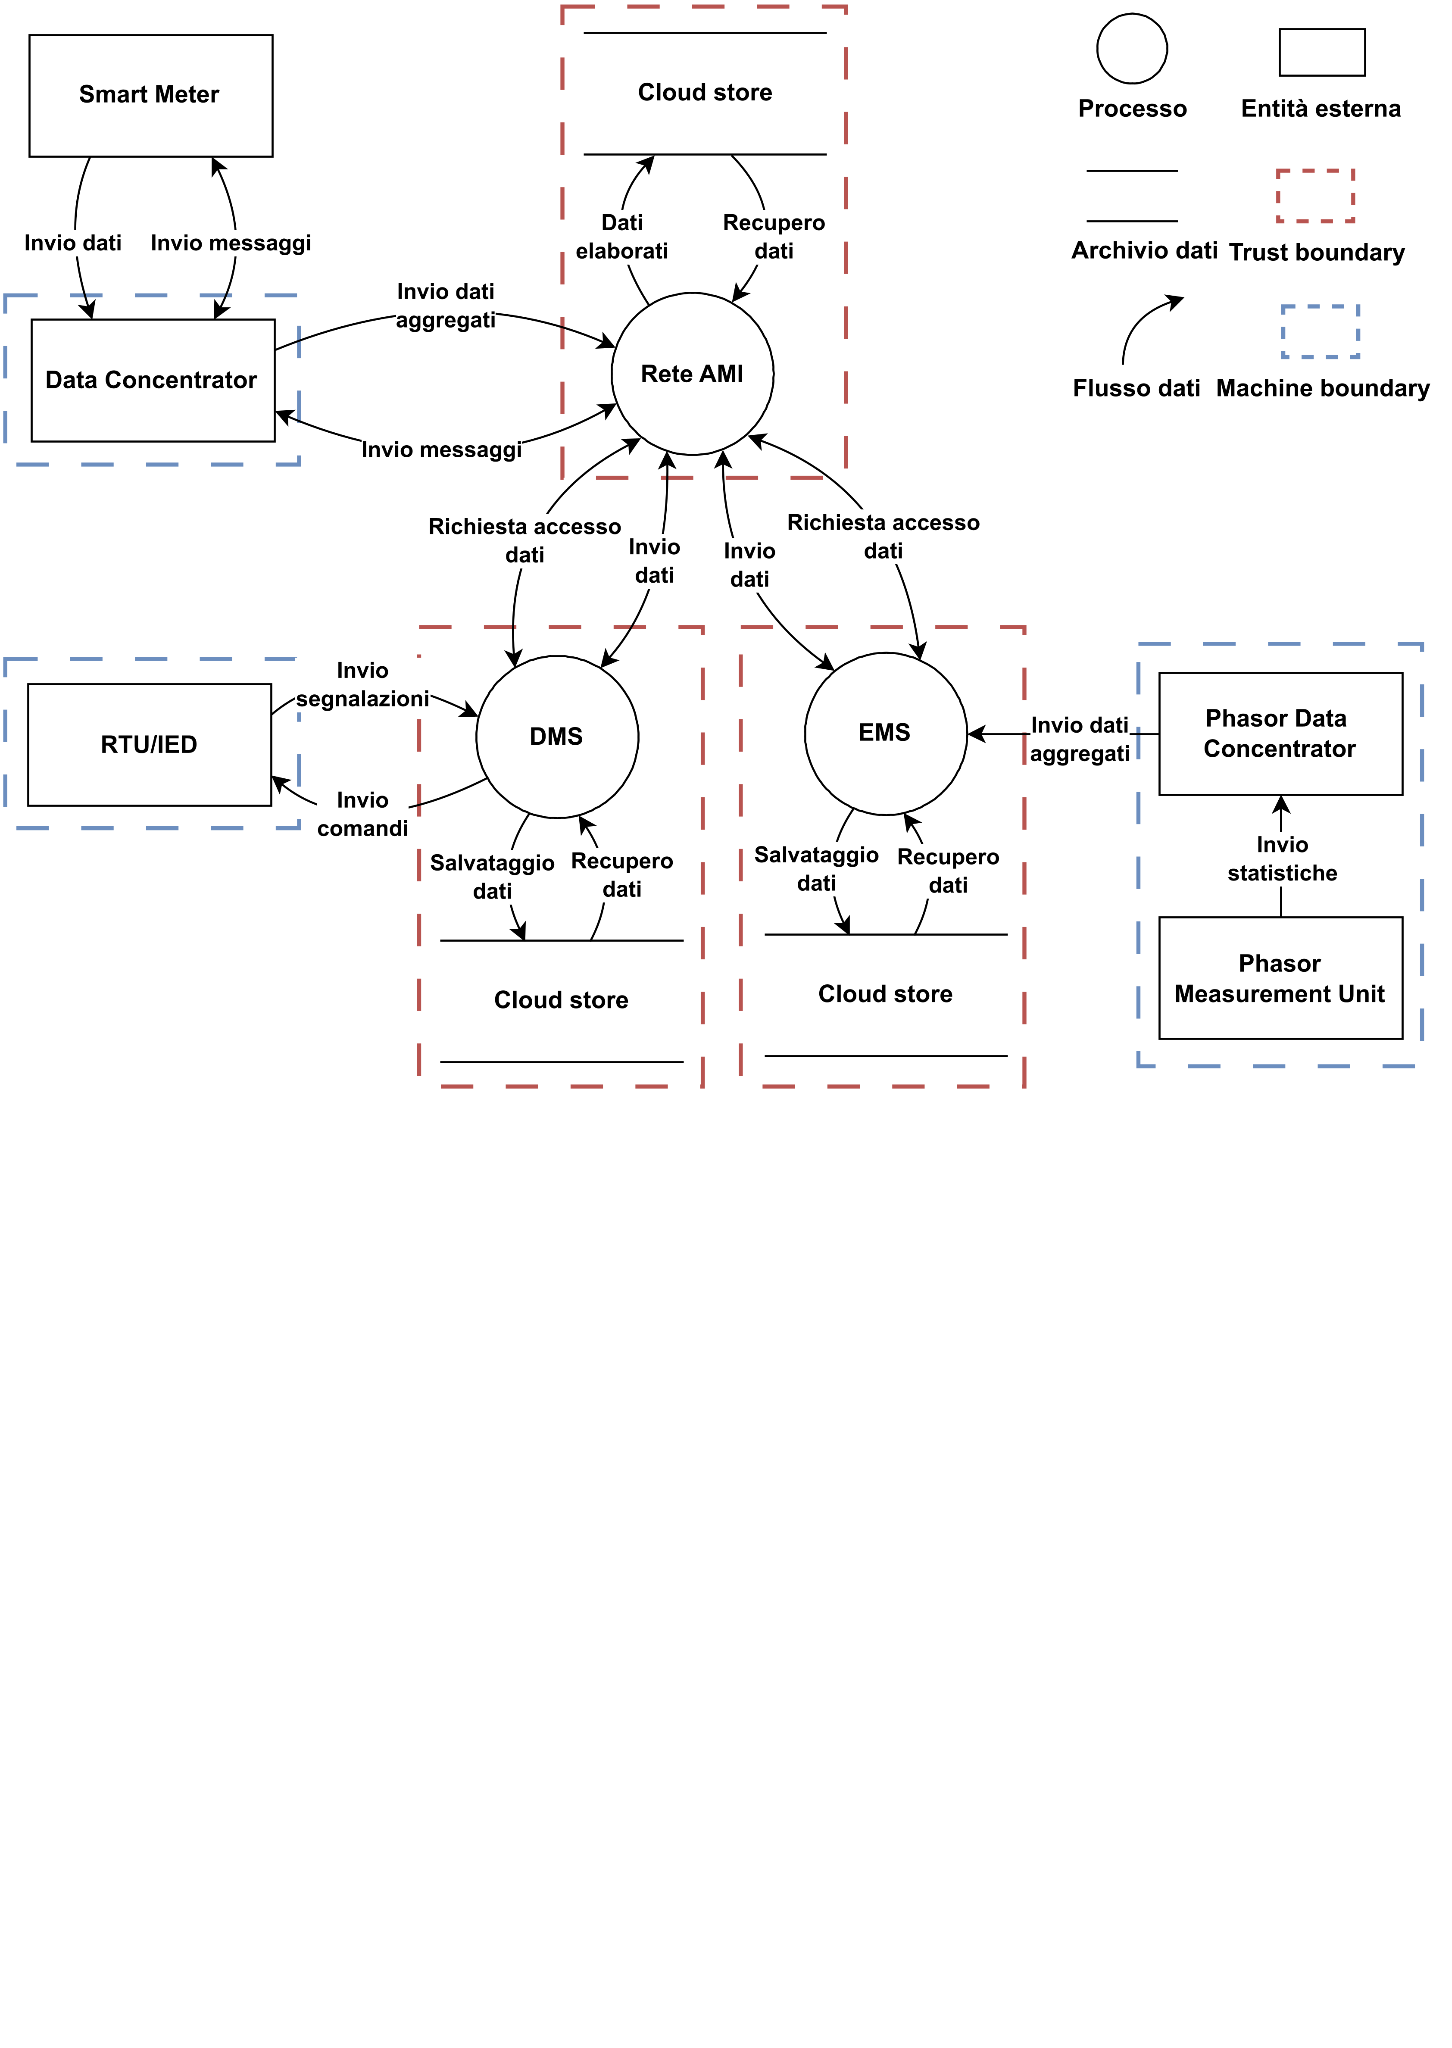 Smart Meter
Cloud store
Processo
Entità esterna
Archivio dati
Trust boundary
Flusso dati
Machine boundary
Invio dati
Invio messaggi
Dati
elaborati
Recupero
dati
Data Concentrator
Invio dati
aggregati
Rete AMI
Invio messaggi
Richiesta accesso
dati
Invio
dati
Invio
dati
Richiesta accesso
dati
RTU/IED
Invio
segnalazioni
Invio
comandi
DMS
EMS
Invio dati
aggregati
Phasor Data
Concentrator
Salvataggio
dati
Recupero
dati
Salvataggio
dati
Recupero
dati
Invio
statistiche
Cloud store
Cloud store
Phasor
Measurement Unit